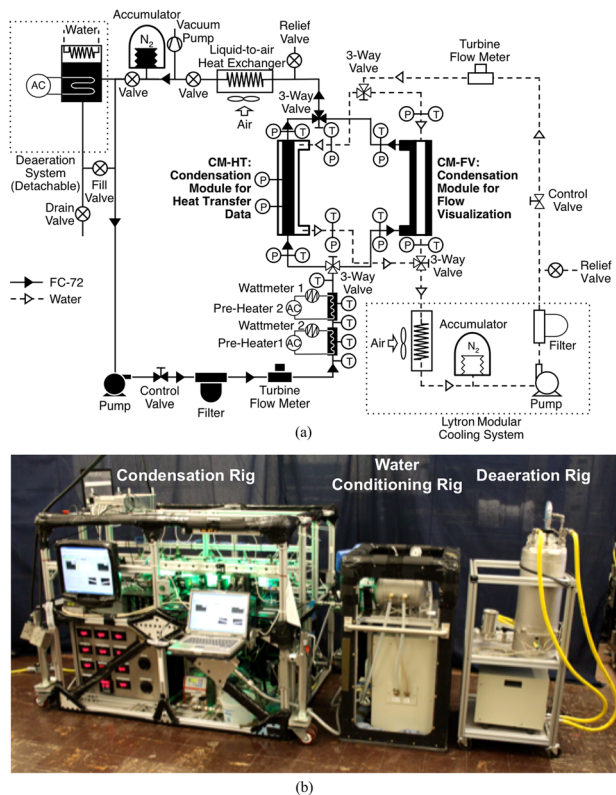 Accumulator
Vacuum
Pump
Water
N2
Liquid-to-air
Heat Exchanger
Relief
Valve
Turbine
Flow Meter
3-Way
Valve
AC
Valve
Valve
3-Way
Valve
Air
P T
P T
T
P
T
P
P T
Deaeration
System
(Detachable)
Fill
Valve
Drain
Valve
CM-HT:
Condensation
Module for
Heat Transfer
Data
P
P
CM-FV:
Condensation
Module for
Flow
Visualization
Control
Valve
Relief
Valve
T
P
T
P
P T
P T
3-Way
Valve
FC-72
Water
T
3-Way
Valve
Wattmeter 1
Pre-Heater 2
AC
T
T
Wattmeter 2
Pre-Heater1
AC
T
T
Air
Accumulator
N2
Filter
Pump
Lytron Modular
Cooling System
Pump
Control
Valve
Filter
Turbine
Flow Meter
(a)
Condensation Rig
Water
Conditioning Rig
Deaeration Rig
(b)